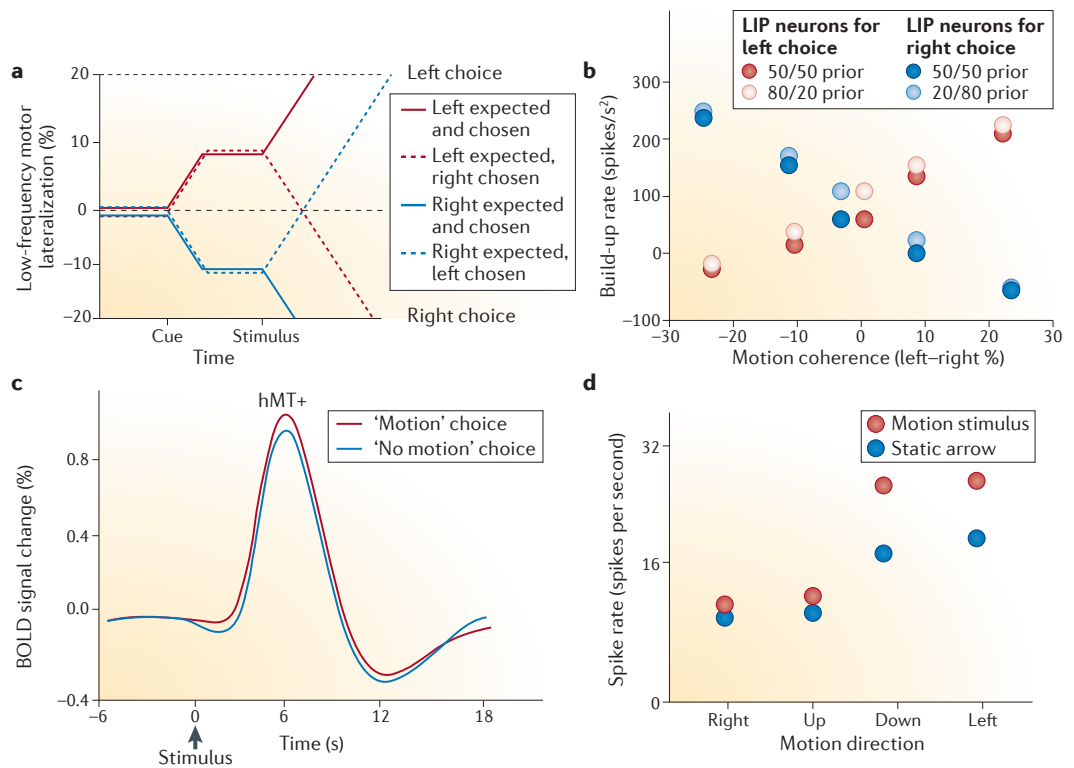 a
Low-frequency motor
lateralization (%)
20
10
0
–10
–20
Cue
Stimulus
Time
Left choice
Left expected
and chosen
Left expected,
right chosen
Right expected
and chosen
Right expected,
left chosen
Right choice
b
LIP neurons for
left choice
50/50 prior
80/20 prior
LIP neurons for
right choice
50/50 prior
20/80 prior
Build-up rate (spikes/s²)
300
200
100
0
–100
–30
–20
–10
0
10
20
30
Motion coherence (left–right %)
c
hMT+
'Motion' choice
'No motion' choice
BOLD signal change (%)
0.8
0.4
0.0
–0.4
–6
0
6
12
18
Stimulus
Time (s)
d
Motion stimulus
Static arrow
Spike rate (spikes per second)
32
16
0
Right
Up
Down
Left
Motion direction